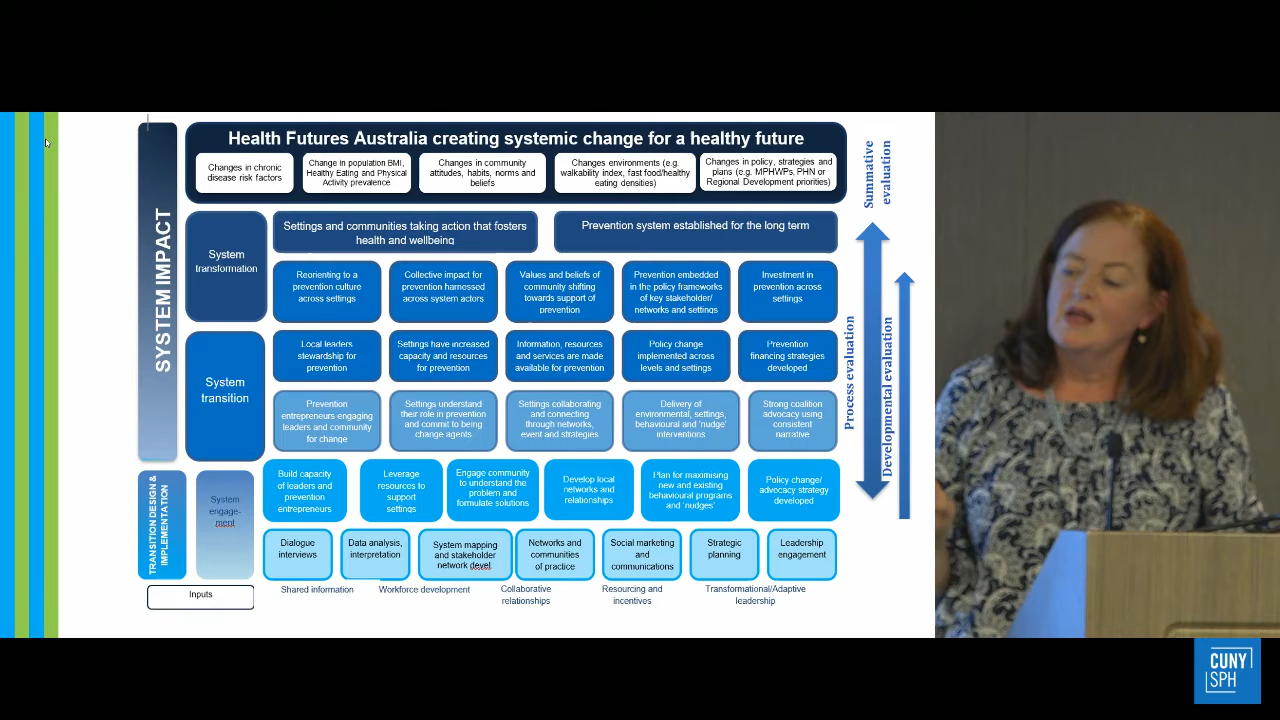 Health Futures Australia creating systemic change for a healthy future
Changes in chronic
disease risk factors
Change in population BMI,
Healthy Eating and Physical
Activity prevalence
Changes in community
attitudes, habits, norms and
beliefs
Changes environments (e.g.
walkability index, fast food/healthy
eating densities)
Changes in policy, strategies and
plans (e.g. MPHWPs, PHN or
Regional Development priorities)
Summative
evaluation
SYSTEM IMPACT
System
transformation
Settings and communities taking action that fosters
health and wellbeing
Prevention system established for the long term
Reorienting to a
prevention culture
across settings
Collective impact for
prevention harnessed
across system actors
Values and beliefs of
community shifting
towards support of
prevention
Prevention embedded
in the policy frameworks
of key stakeholder/
networks and settings
Investment in
prevention across
settings
System
transition
Local leaders
stewardship for
prevention
Settings have increased
capacity and resources
for prevention
Information, resources
and services are made
available for prevention
Policy change
implemented across
levels and settings
Prevention
financing strategies
developed
Prevention
entrepreneurs engaging
leaders and community
for change
Settings understand
their role in prevention
and commit to being
change agents
Settings collaborating
and connecting
through networks,
event and strategies
Delivery of
environmental, settings,
behavioural and 'nudge'
interventions
Strong coalition
advocacy using
consistent
narrative
Process evaluation
Developmental evaluation
TRANSITION DESIGN &
IMPLEMENTATION
System
engage-
ment
Build capacity
of leaders and
prevention
entrepreneurs
Leverage
resources to
support
settings
Engage community
to understand the
problem and
formulate solutions
Develop local
networks and
relationships
Plan for maximising
new and existing
behavioural programs
and 'nudges'
Policy change/
advocacy strategy
developed
Dialogue
interviews
Data analysis,
interpretation
System mapping
and stakeholder
network devel
Networks and
communities
of practice
Social marketing
and
communications
Strategic
planning
Leadership
engagement
Inputs
Shared information
Workforce development
Collaborative
relationships
Resourcing and
incentives
Transformational/Adaptive
leadership
CUNY
SPH